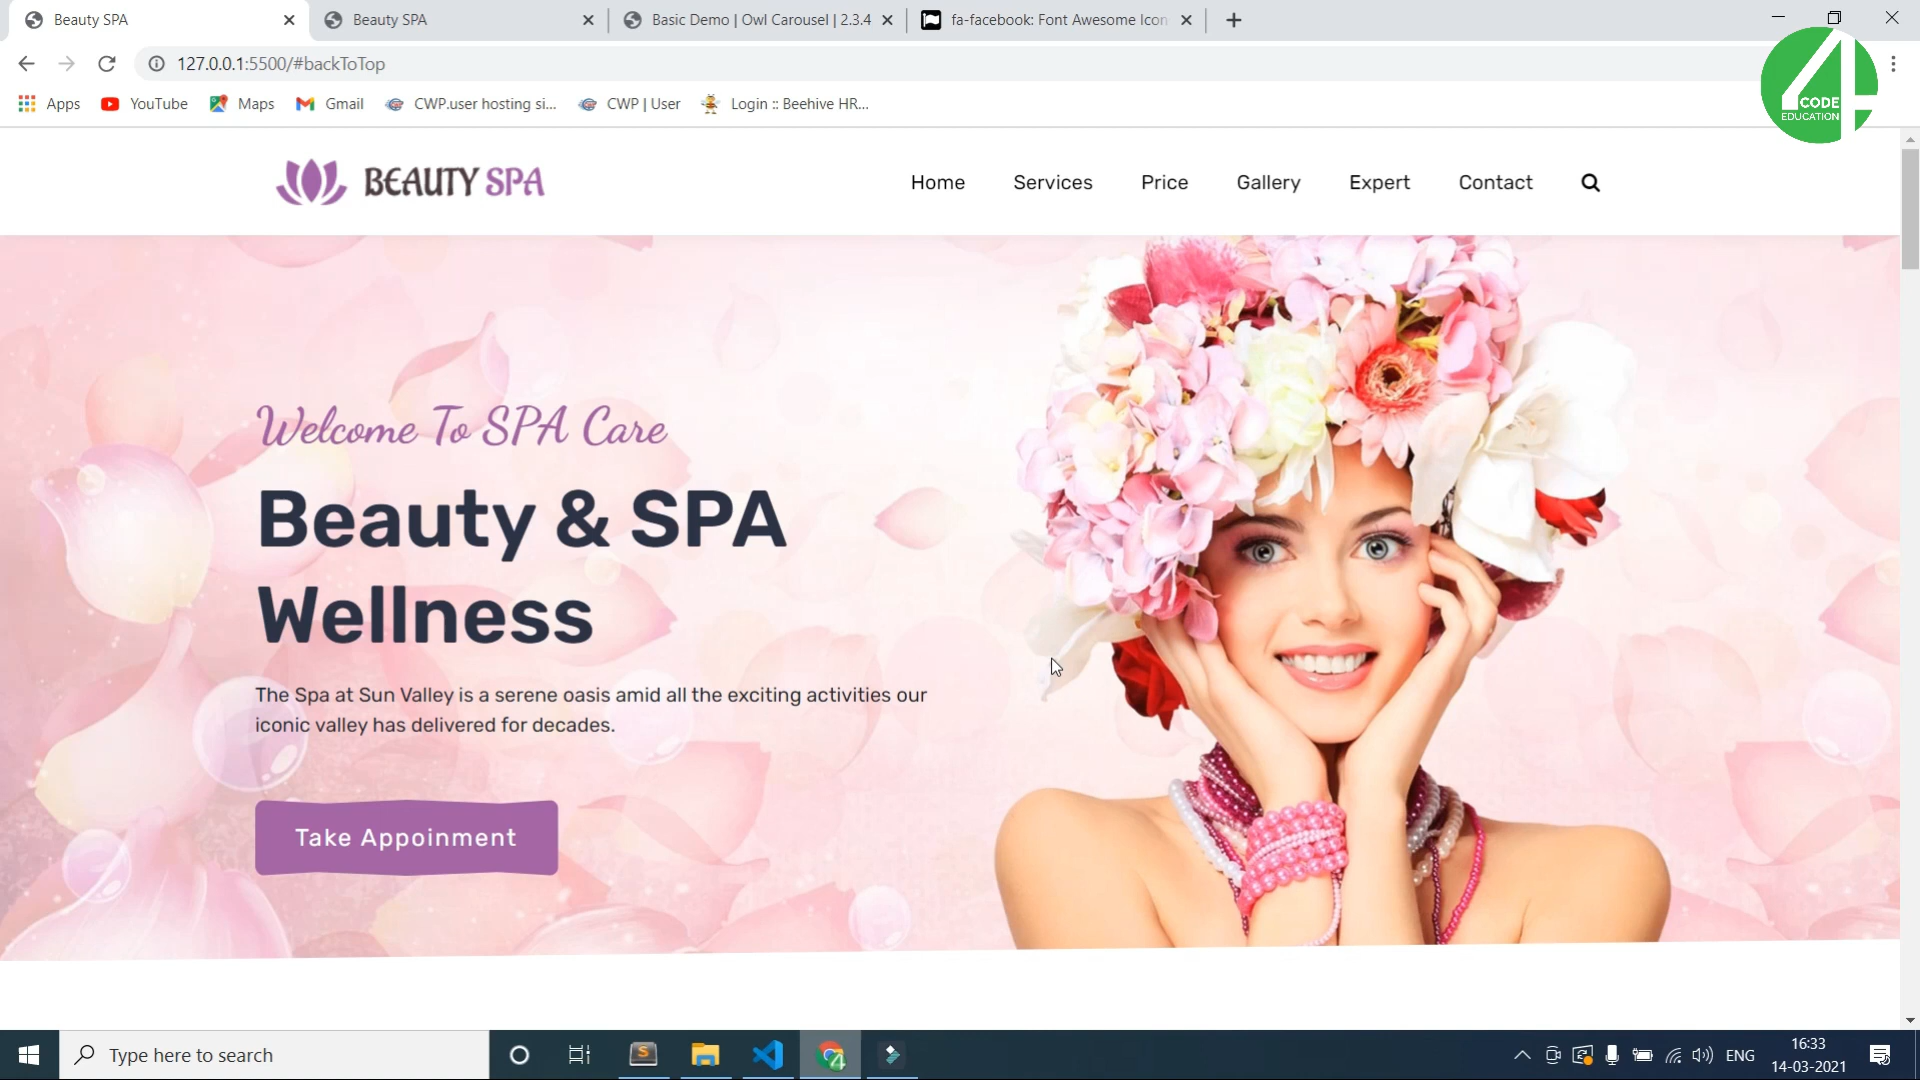 Beauty SPA
Beauty SPA
Basic Demo | Owl Carousel | 2.3.4
fa-facebook: Font Awesome Icon
127.0.0.1:5500/#backToTop
Apps
YouTube
Maps
Gmail
CWP.user hosting si...
CWP | User
Login :: Beehive HR...
4
CODE
EDUCATION
BEAUTY SPA
Home
Services
Price
Gallery
Expert
Contact
Welcome To SPA Care
Beauty & SPA
Wellness
The Spa at Sun Valley is a serene oasis amid all the exciting activities our
iconic valley has delivered for decades.
Take Appoinment
Type here to search
ENG
16:33
14-03-2021